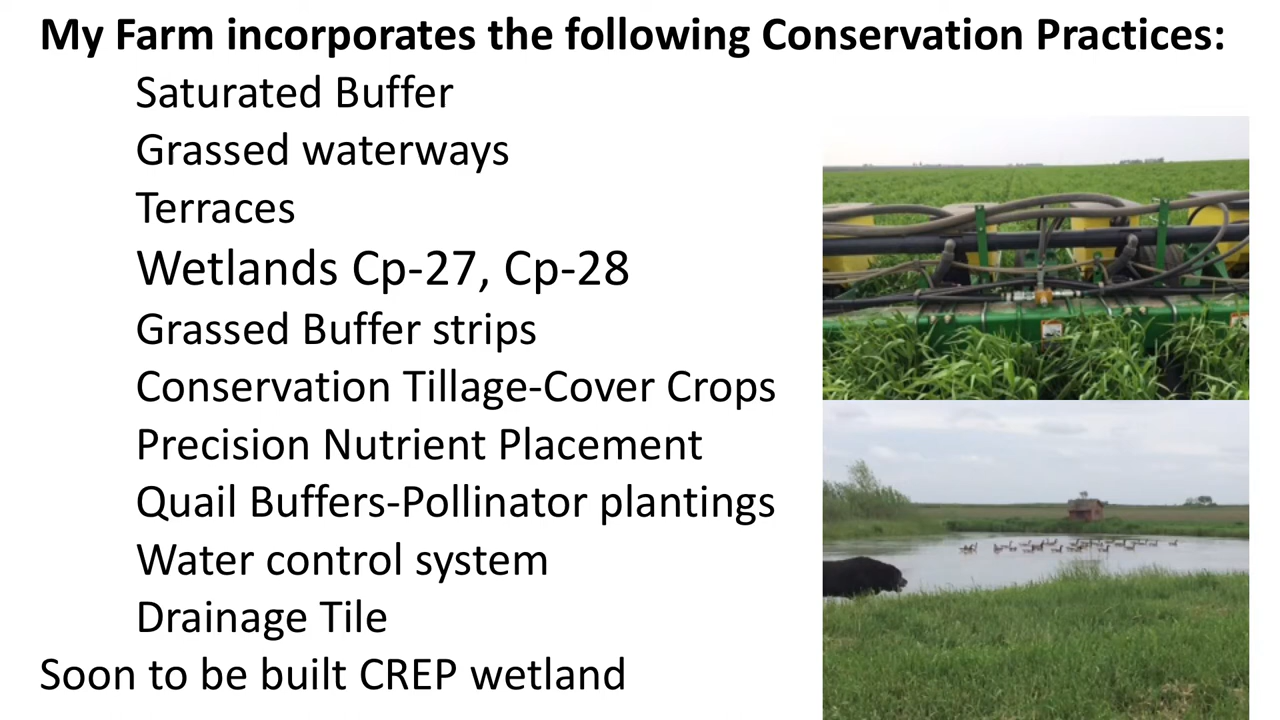 My Farm incorporates the following Conservation Practices:
Saturated Buffer
Grassed waterways
Terraces
Wetlands Cp-27, Cp-28
Grassed Buffer strips
Conservation Tillage-Cover Crops
Precision Nutrient Placement
Quail Buffers-Pollinator plantings
Water control system
Drainage Tile
Soon to be built CREP wetland